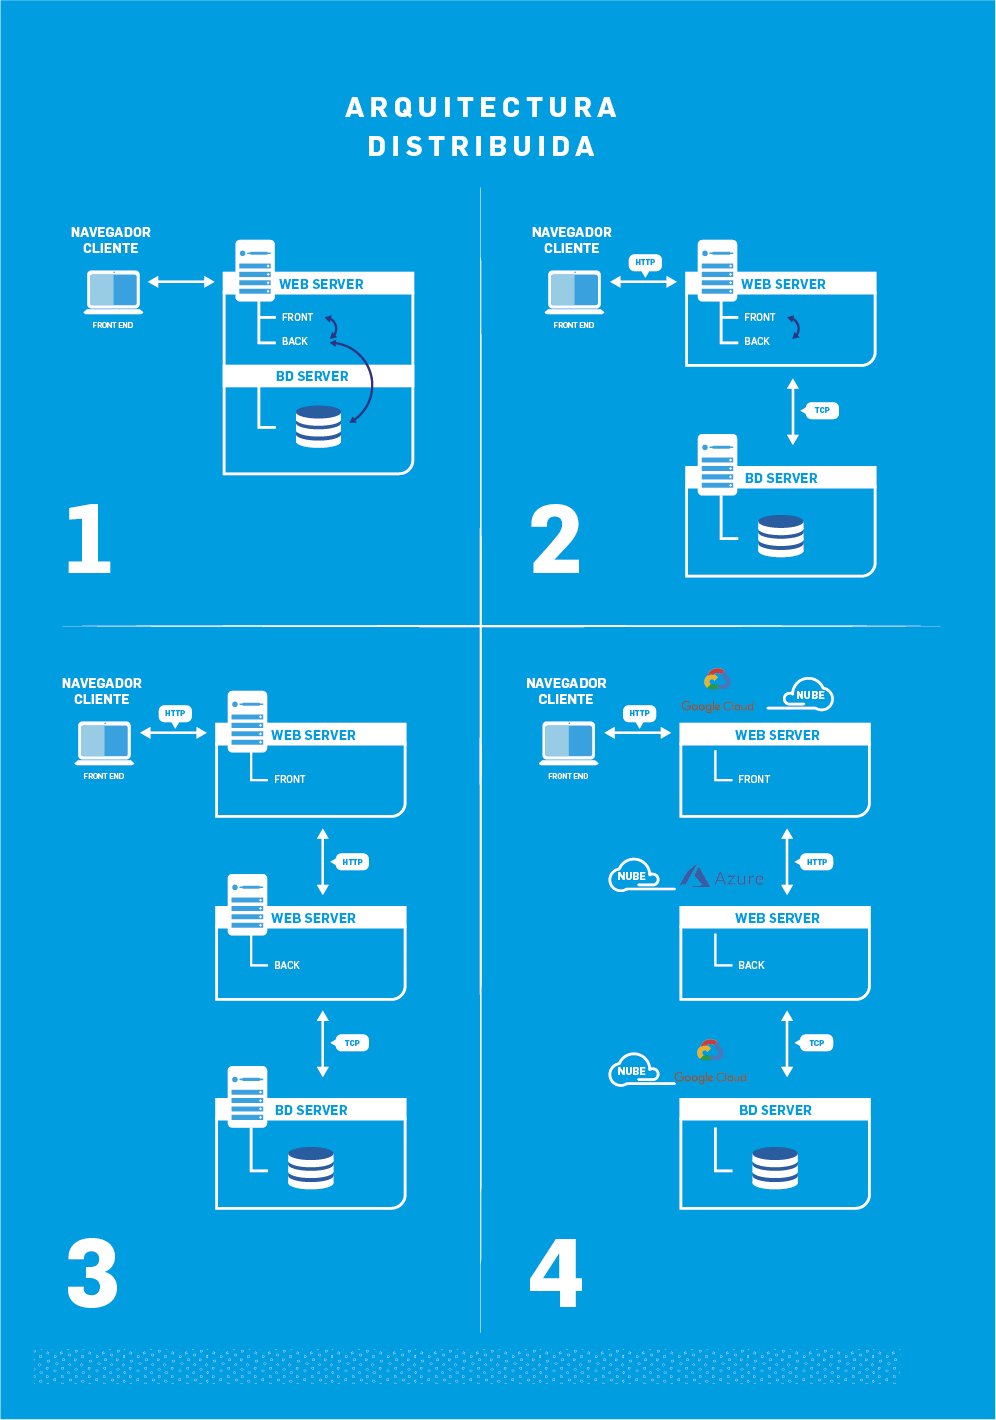 ARQUITECTURA
DISTRIBUIDA
NAVEGADOR
CLIENTE
FRONT END
WEB SERVER
FRONT
BACK
BD SERVER
1
NAVEGADOR
CLIENTE
HTTP
FRONT END
WEB SERVER
FRONT
BACK
TCP
BD SERVER
2
NAVEGADOR
CLIENTE
HTTP
FRONT END
WEB SERVER
FRONT
HTTP
WEB SERVER
BACK
TCP
BD SERVER
3
NAVEGADOR
CLIENTE
HTTP
FRONT END
Google Cloud
NUBE
WEB SERVER
FRONT
HTTP
NUBE
Azure
WEB SERVER
BACK
TCP
NUBE
Google Cloud
BD SERVER
4